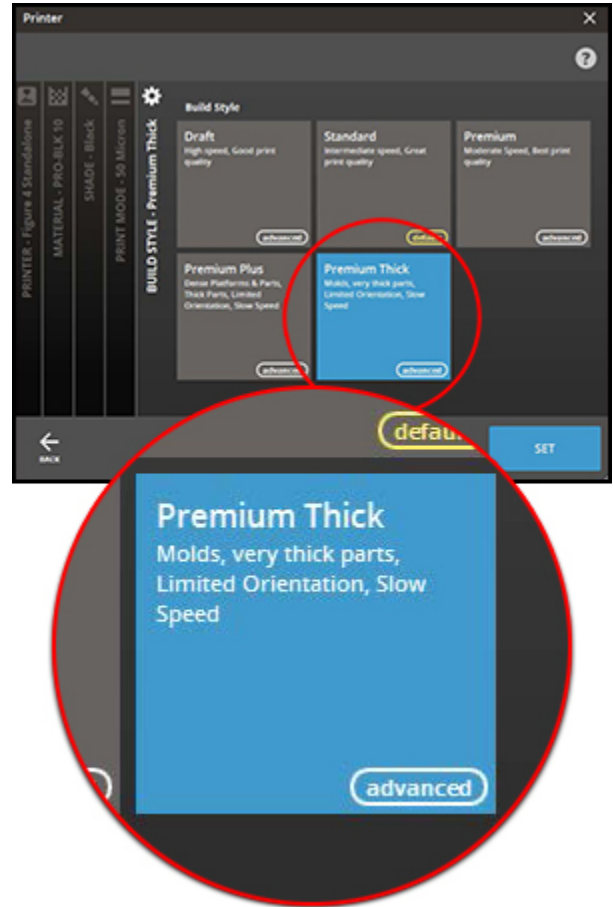 Printer
PRINTER - Figure 4 Standalone
MATERIAL - PRO-BLK 10
SHADE - Black
PRINT MODE - 50 Micron
BUILD STYLE - Premium Thick
Build Style
Draft
High speed, Good print
quality
advanced
Standard
Intermediate speed, Great
print quality
default
Premium
Moderate Speed, Best print
quality
advanced
Premium Plus
Dense Platforms & Parts,
Thick Parts, Limited
Orientation, Slow Speed
advanced
Premium Thick
Molds, very thick parts,
Limited Orientation, Slow
Speed
advanced
BACK
SET
defau
Premium Thick
Molds, very thick parts,
Limited Orientation, Slow
Speed
advanced